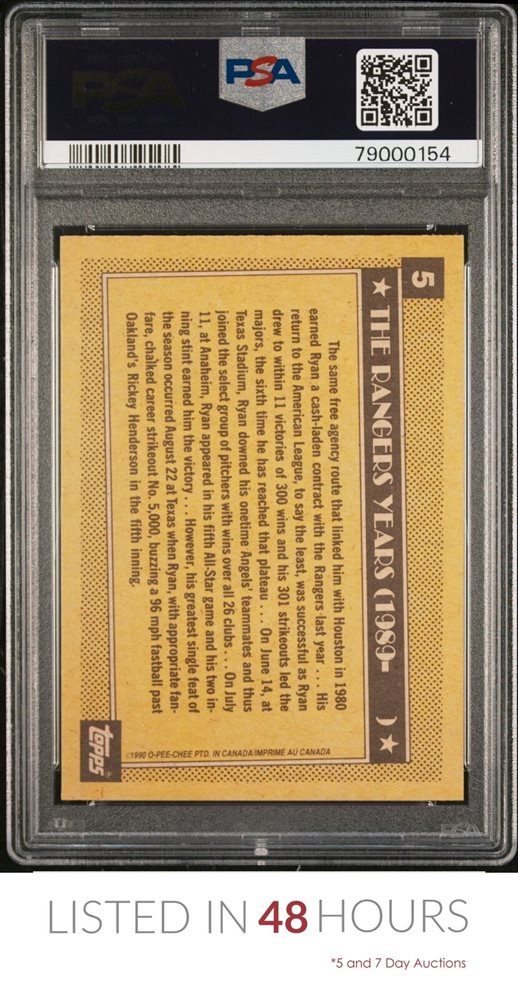 PSA
79000154
5
★ THE RANGERS YEARS (1989- ) ★
The same free agency route that linked him with Houston in 1980
earned Ryan a cash-laden contract with the Rangers last year . . . His
return to the American League, to say the least, was successful as Ryan
drew to within 11 victories of 300 wins and his 301 strikeouts led the
majors, the sixth time he has reached that plateau . . . On June 14, at
Texas Stadium, Ryan downed his onetime Angels' teammates and thus
joined the select group of pitchers with wins over all 26 clubs . . . On July
11, at Anaheim, Ryan appeared in his fifth All-Star game and his two in-
ning stint earned him the victory . . . However, his greatest single feat of
the season occurred August 22 at Texas when Ryan, with appropriate fan-
fare, chalked career strikeout No. 5,000, buzzing a 96 mph fastball past
Oakland's Rickey Henderson in the fifth inning.
©1990 O-PEE-CHEE PTD. IN CANADA/IMPRIME AU CANADA
topps®
PSA
LISTED IN 48 HOURS
*5 and 7 Day Auctions